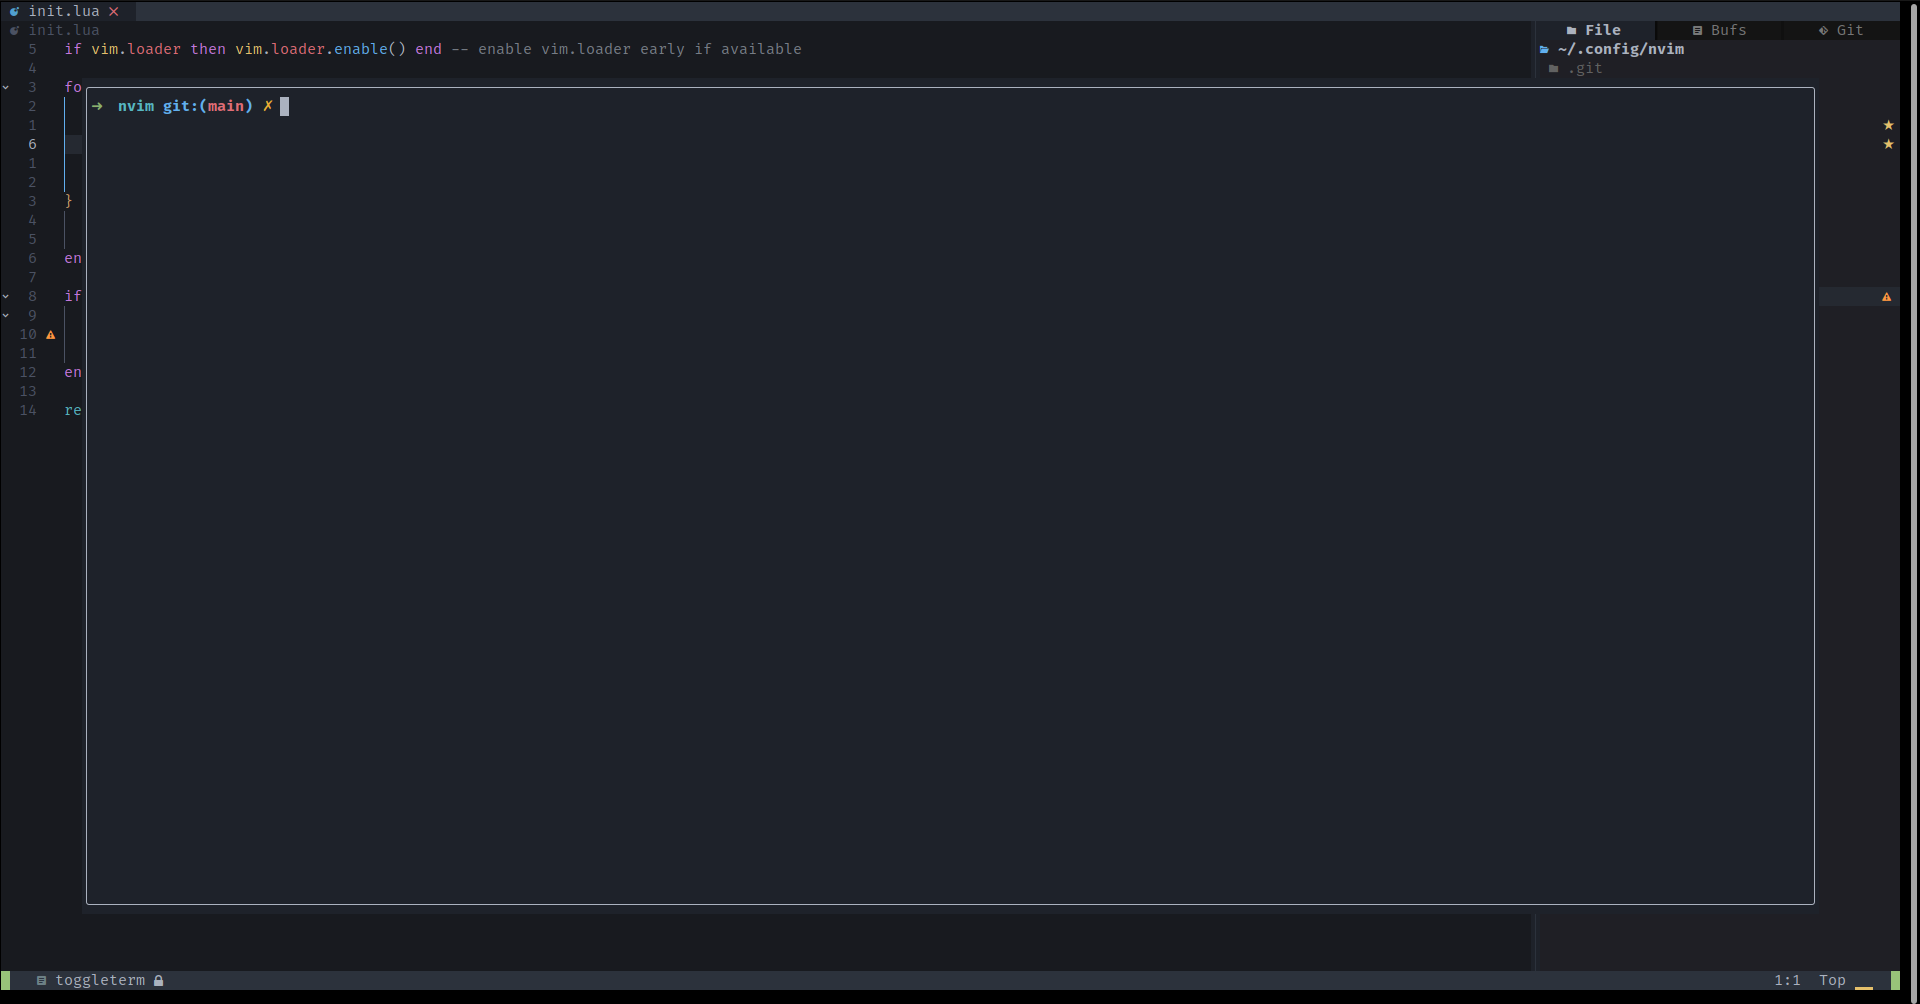 init.lua ✕
init.lua
File Bufs Git
5 if vim.loader then vim.loader.enable() end -- enable vim.loader early if available
~/.config/nvim
4
.git
3 fo
2
➜ nvim git:(main) ✗
1
6
1
2
3 }
4
5
6 en
7
8 if
9
10
11
12 en
13
14 re
toggleterm
1:1 Top